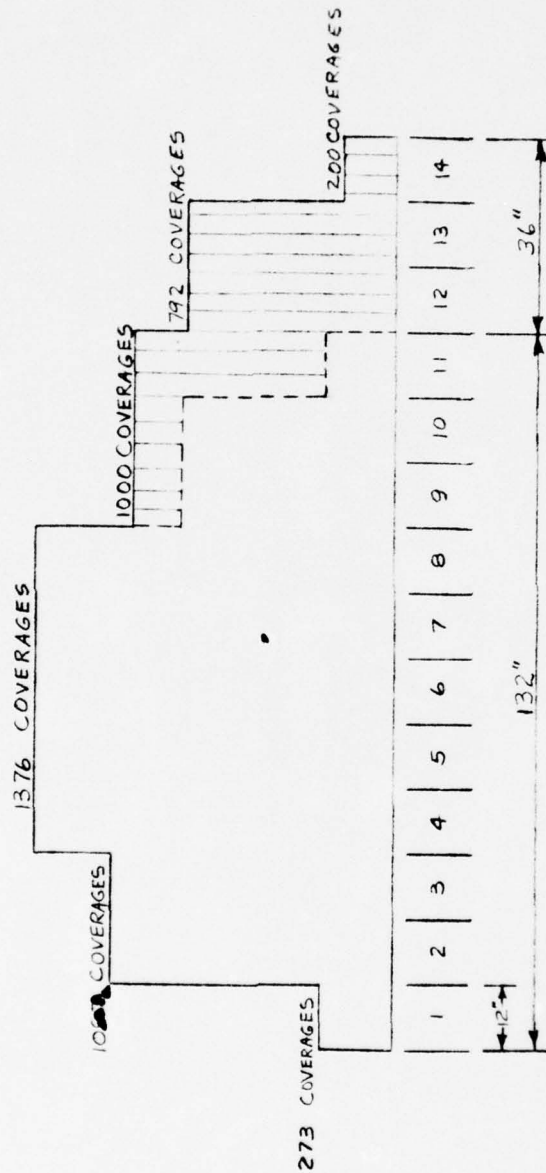 273 COVERAGES
COVERAGES
1376 COVERAGES
1000 COVERAGES
792 COVERAGES
200 COVERAGES
1 2 3 4 5 6 7 8 9 10 11 12 13 14
12"
132"
36"